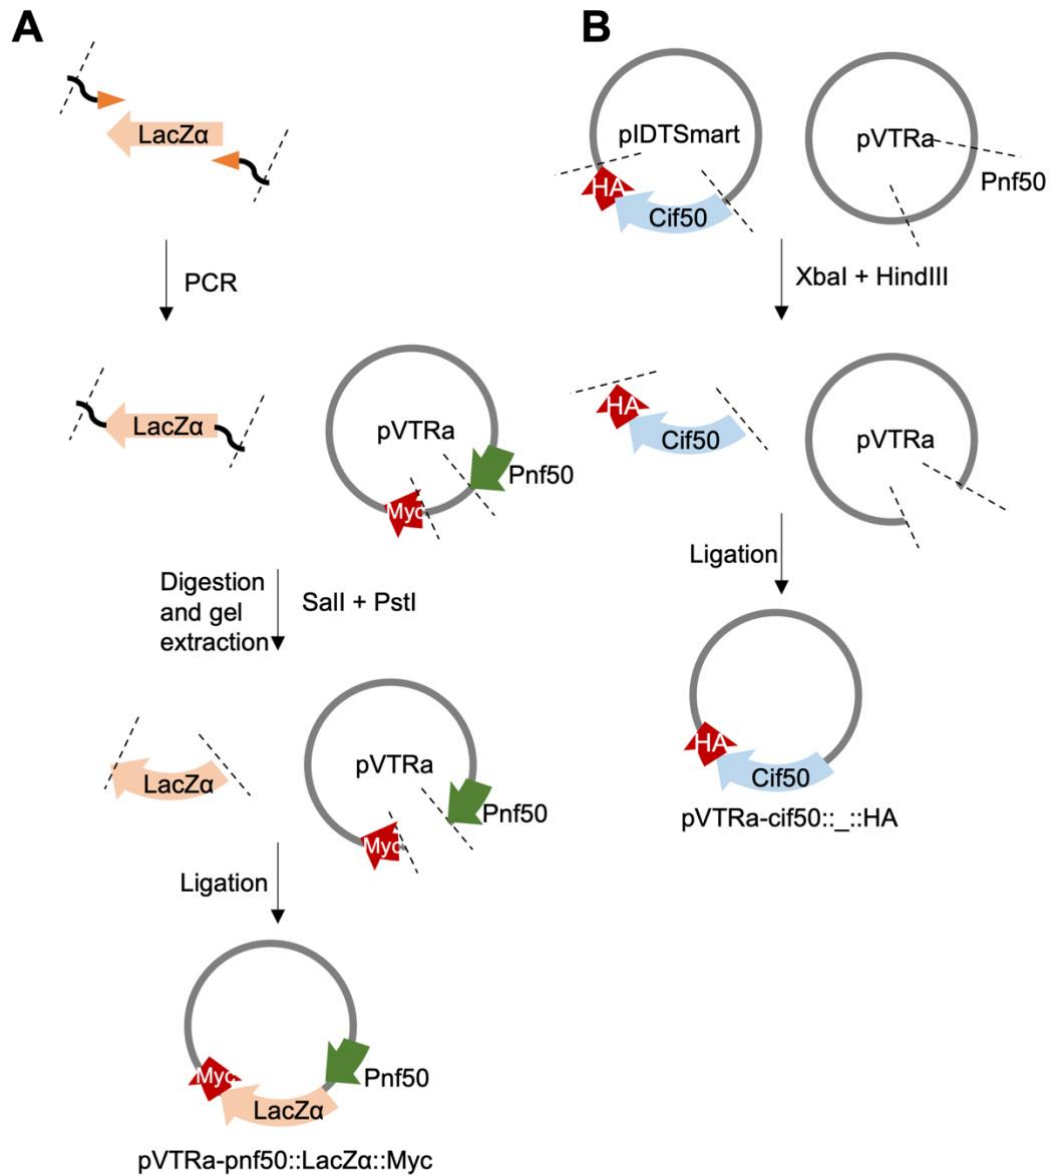 A
LacZα
PCR
LacZα
pVTRa
Pnf50
Myc
Digestion
and gel
extraction
SalI + PstI
LacZα
pVTRa
Pnf50
Myc
Ligation
Myc
Pnf50
LacZα
pVTRa-pnf50::LacZα::Myc
B
pIDTSmart
HA
Cif50
pVTRa
Pnf50
XbaI + HindIII
HA
Cif50
pVTRa
Ligation
HA
Cif50
pVTRa-cif50::_::HA